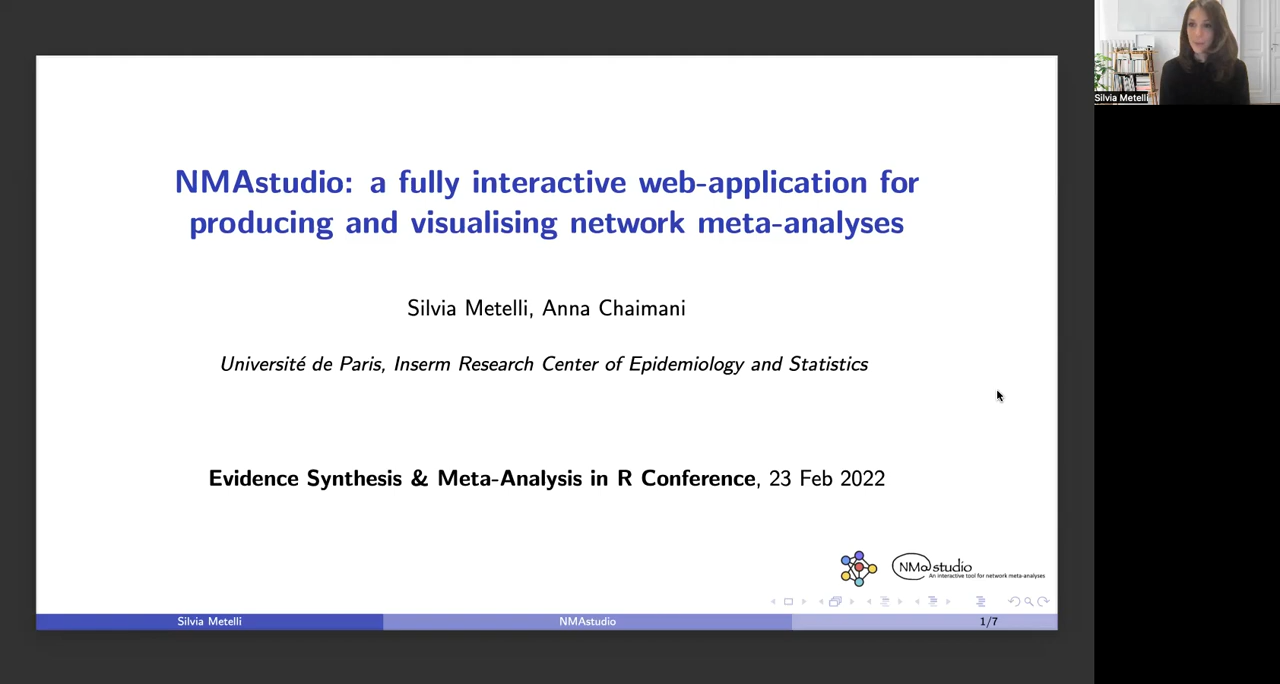 NMAstudio: a fully interactive web-application for
producing and visualising network meta-analyses
Silvia Metelli, Anna Chaimani
Université de Paris, Inserm Research Center of Epidemiology and Statistics
Evidence Synthesis & Meta-Analysis in R Conference, 23 Feb 2022
NM@studio
An interactive tool for network meta-analyses
Silvia Metelli
NMAstudio
1/7
Silvia Metelli